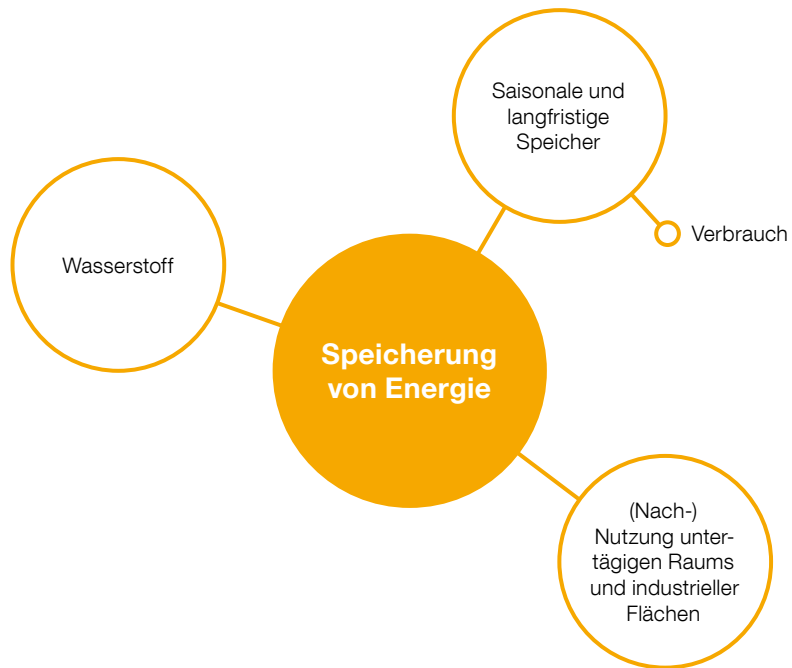 Saisonale und
langfristige
Speicher
Verbrauch
Wasserstoff
Speicherung
von Energie
(Nach-)
Nutzung unter-
tägigen Raums
und industrieller
Flächen